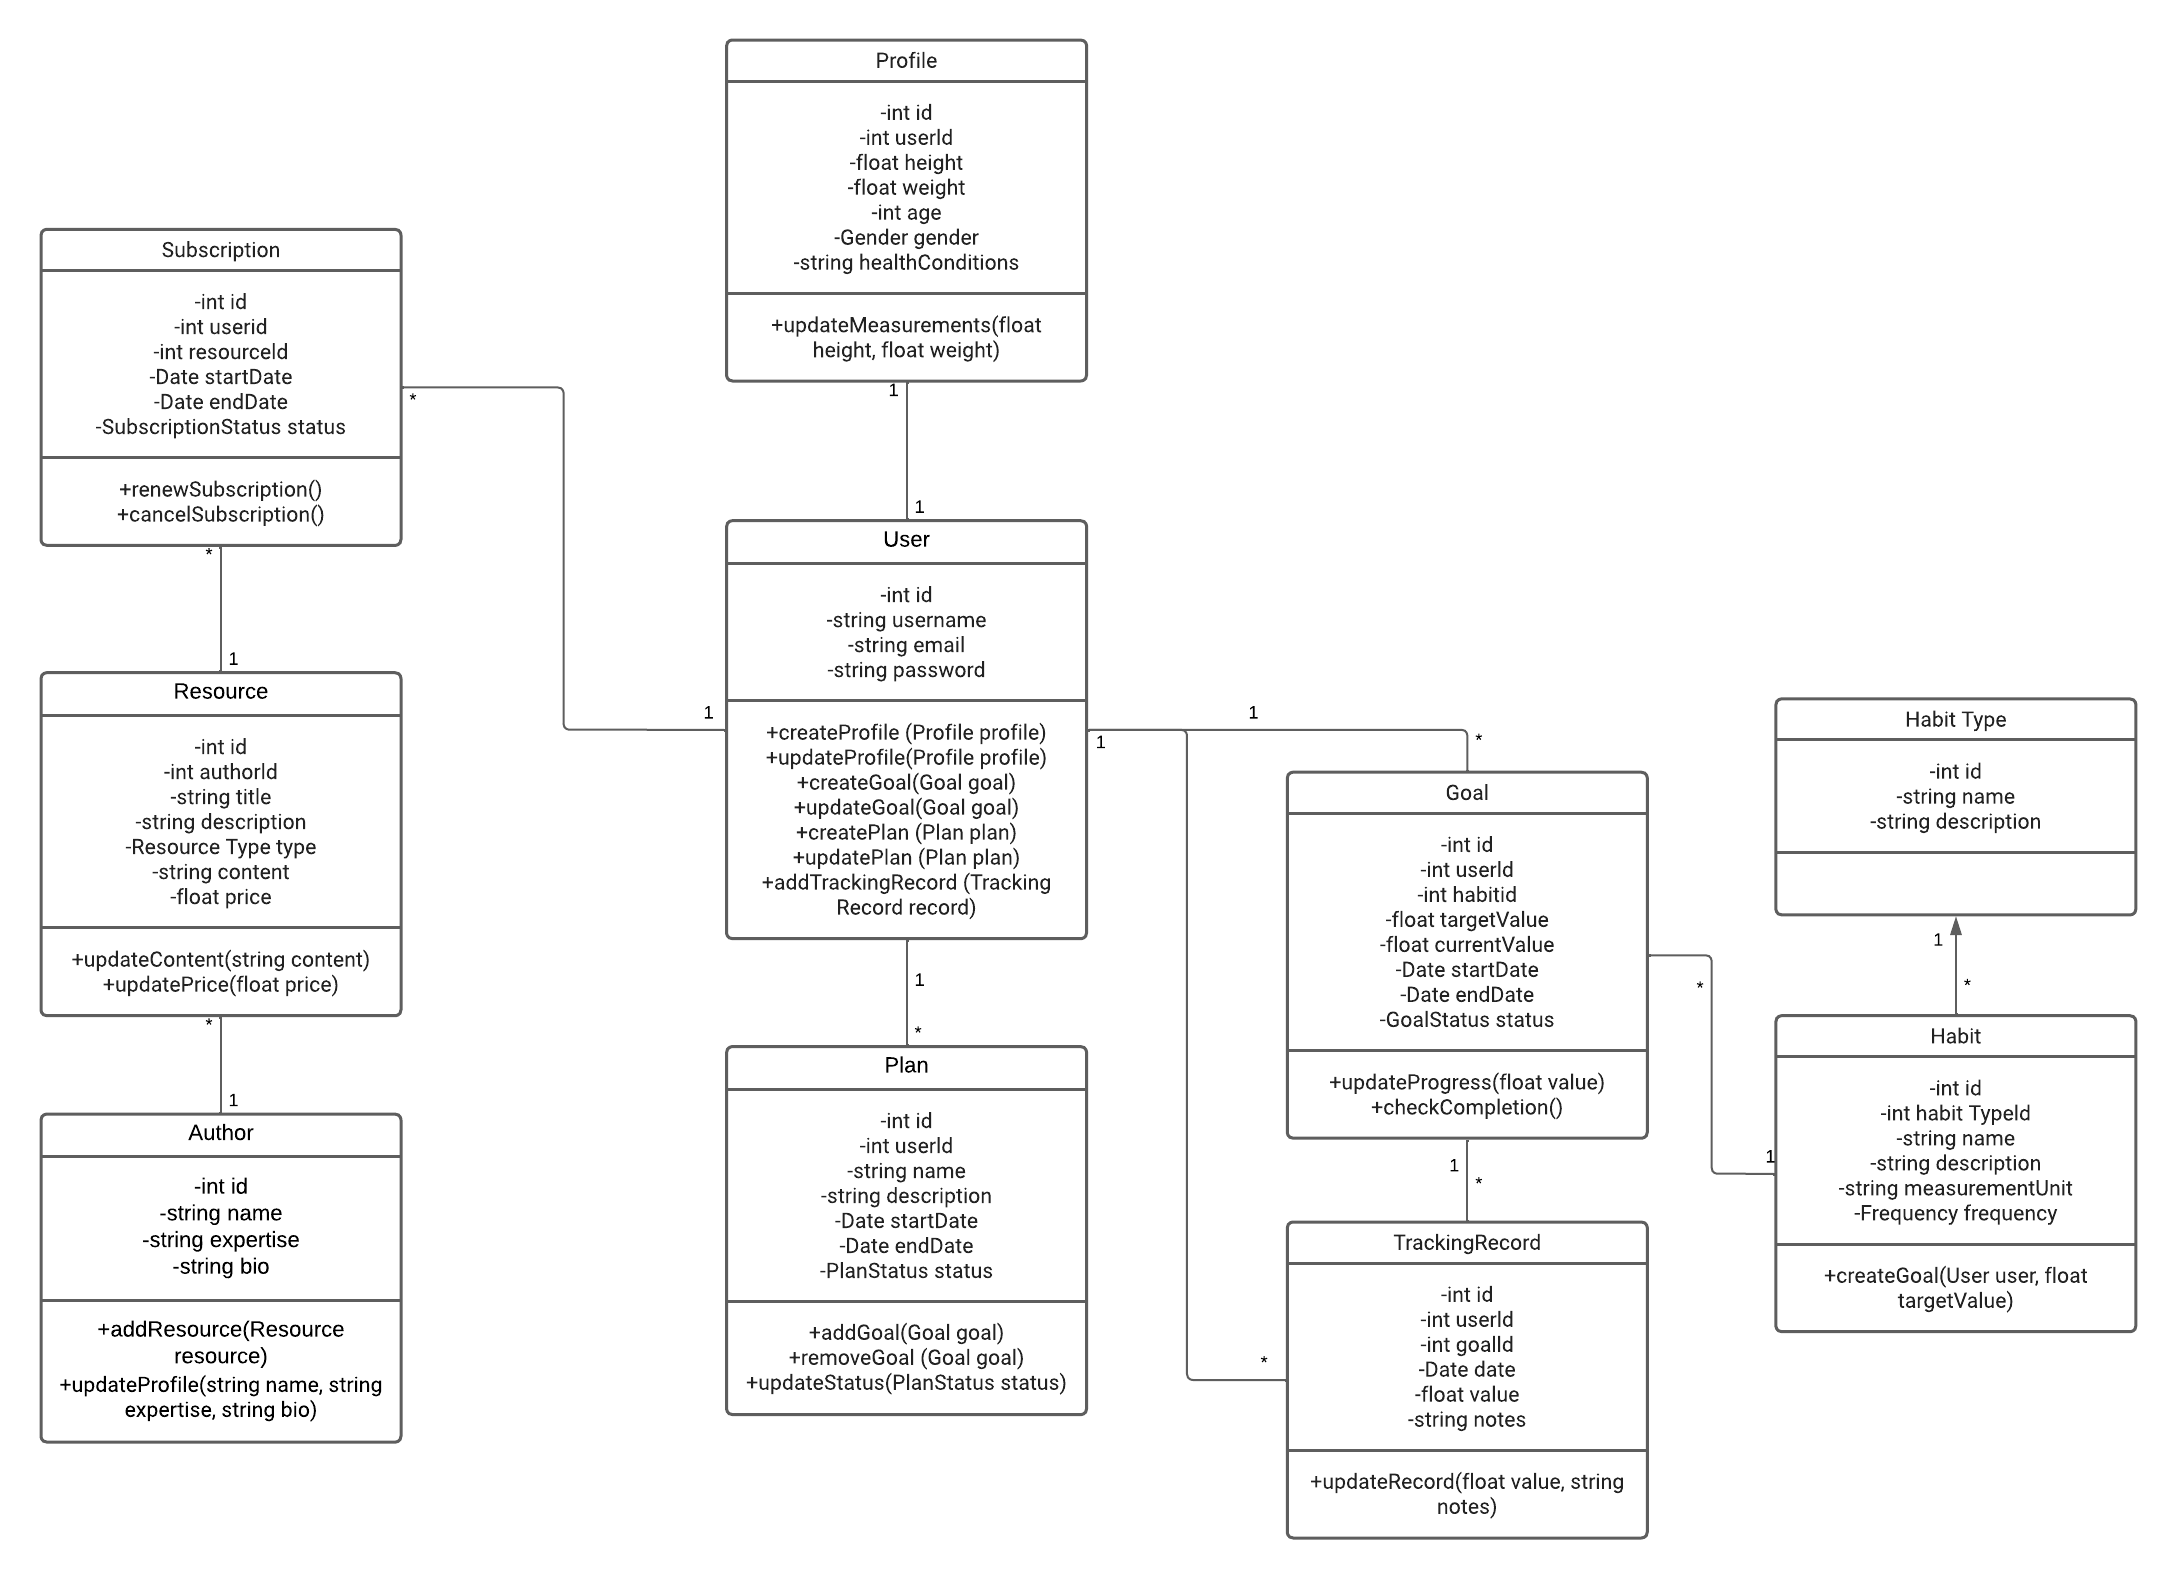 Profile
-int id
-int userId
-float height
-float weight
-int age
-Gender gender
-string healthConditions
+updateMeasurements(float
height, float weight)
1
1
Subscription
-int id
-int userid
-int resourceId
-Date startDate
-Date endDate
-SubscriptionStatus status
+renewSubscription()
+cancelSubscription()
*
*
1
1
Resource
-int id
-int authorId
-string title
-string description
-Resource Type type
-string content
-float price
+updateContent(string content)
+updatePrice(float price)
*
1
Author
-int id
-string name
-string expertise
-string bio
+addResource(Resource
resource)
+updateProfile(string name, string
expertise, string bio)
User
-int id
-string username
-string email
-string password
+createProfile (Profile profile)
+updateProfile(Profile profile)
+createGoal(Goal goal)
+updateGoal(Goal goal)
+createPlan (Plan plan)
+updatePlan (Plan plan)
+addTrackingRecord (Tracking
Record record)
1
*
Plan
-int id
-int userId
-string name
-string description
-Date startDate
-Date endDate
-PlanStatus status
+addGoal(Goal goal)
+removeGoal (Goal goal)
+updateStatus(PlanStatus status)
1
1
*
*
Goal
-int id
-int userId
-int habitid
-float targetValue
-float currentValue
-Date startDate
-Date endDate
-GoalStatus status
+updateProgress(float value)
+checkCompletion()
1
*
TrackingRecord
-int id
-int userId
-int goalId
-Date date
-float value
-string notes
+updateRecord(float value, string
notes)
*
1
Habit Type
-int id
-string name
-string description
1
*
Habit
-int id
-int habit TypeId
-string name
-string description
-string measurementUnit
-Frequency frequency
+createGoal(User user, float
targetValue)